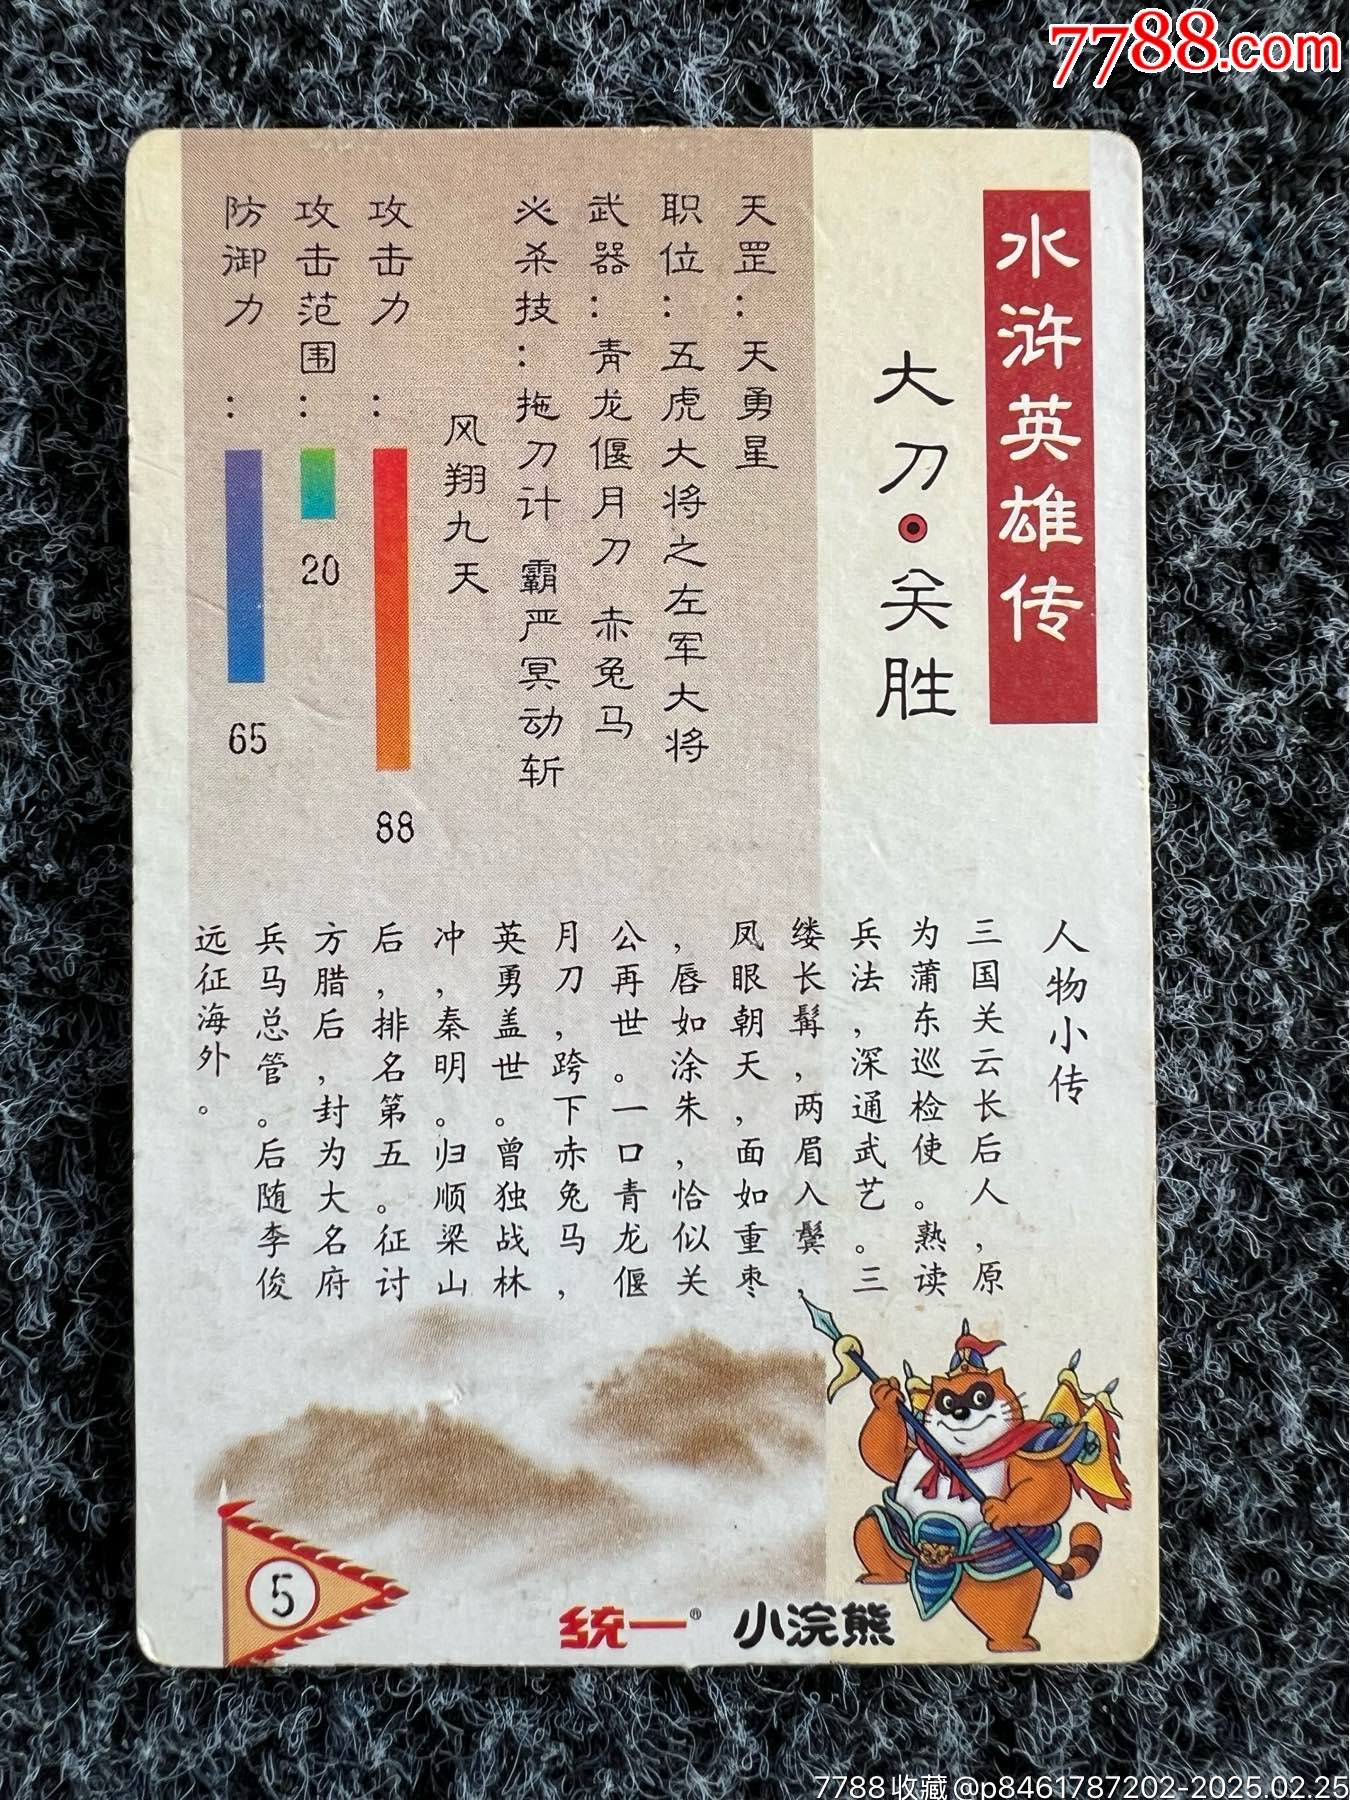 7788.com
水浒英雄传
大刀·关胜
天罡：天勇星
职位：五虎大将之左军大将
武器：青龙偃月刀 赤兔马
必杀技：拖刀计 霸严冥动斩
风翔九天
攻击力：88
攻击范围：20
防御力：65
人物小传
三国关云长后人，原
为蒲东巡检使。熟读
兵法，深通武艺。三
缕长髯，两眉入鬓，
凤眼朝天，面如重枣
，唇如涂朱，恰似关
公再世。一口青龙偃
月刀，跨下赤兔马，
英勇盖世。曾独战林
冲，秦明。归顺梁山
后，排名第五。征讨
方腊后，封为大名府
兵马总管。后随李俊
远征海外。
5
统一® 小浣熊
7788收藏@p8461787202-2025.02.25